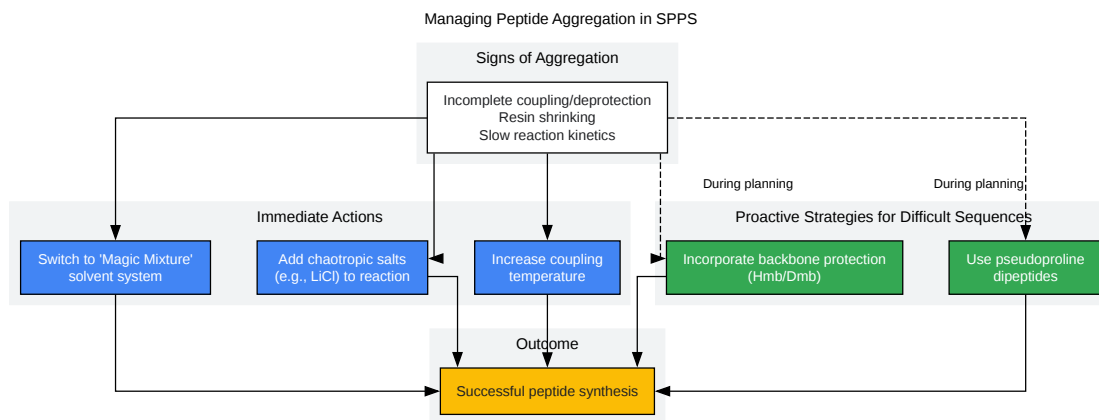 Managing Peptide Aggregation in SPPS
Signs of Aggregation
Incomplete coupling/deprotection
Resin shrinking
Slow reaction kinetics
During planning
During planning
Immediate Actions
Proactive Strategies for Difficult Sequences
Switch to 'Magic Mixture'
solvent system
Add chaotropic salts
(e.g., LiCl) to reaction
Increase coupling
temperature
Incorporate backbone protection
(Hmb/Dmb)
Use pseudoproline
dipeptides
Outcome
Successful peptide synthesis